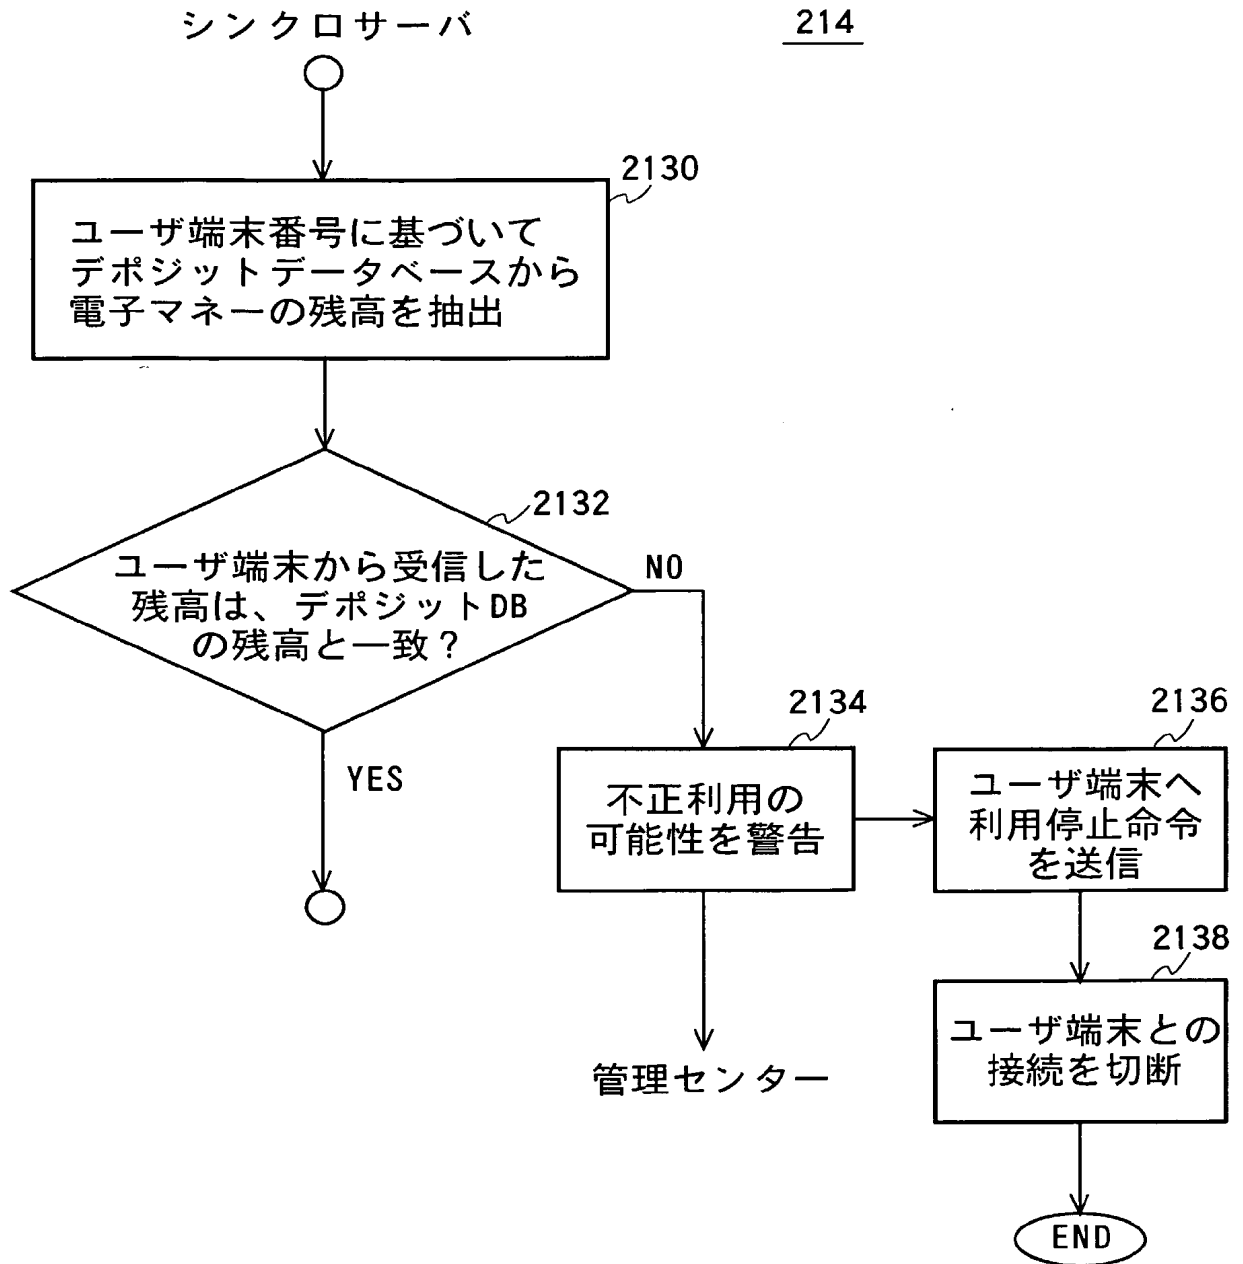 シンクロサーバ
214
2130
ユーザ端末番号に基づいて
デポジットデータベースから
電子マネーの残高を抽出
2132
ユーザ端末から受信した
残高は、デポジットDB
の残高と一致？
NO
YES
2134
不正利用の
可能性を警告
2136
ユーザ端末へ
利用停止命令
を送信
管理センター
2138
ユーザ端末との
接続を切断
END